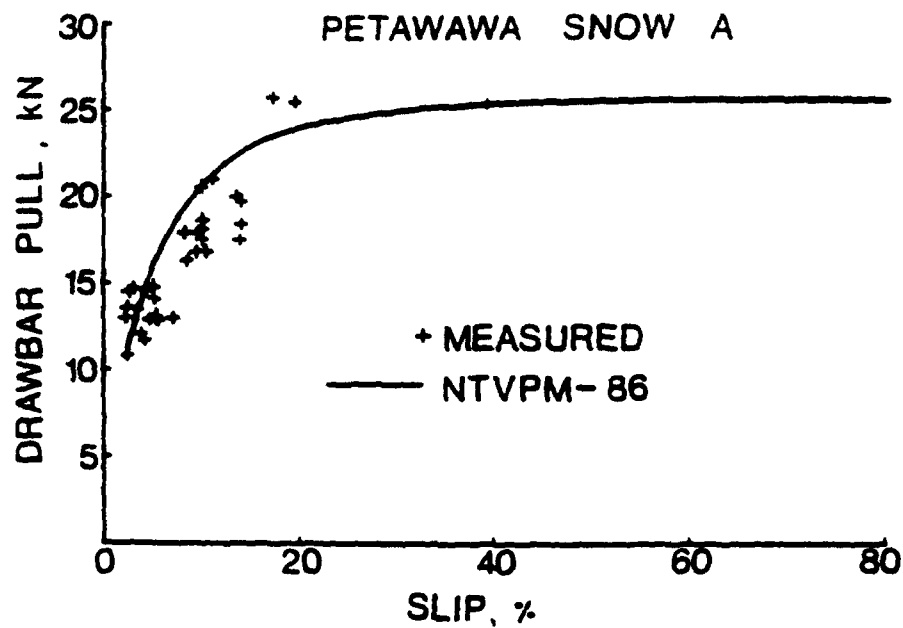 PETAWAWA SNOW A
DRAWBAR PULL, kN
30
25
20
15
10
5
+ MEASURED
NTVPM-86
0 20 40 60 80
SLIP, %